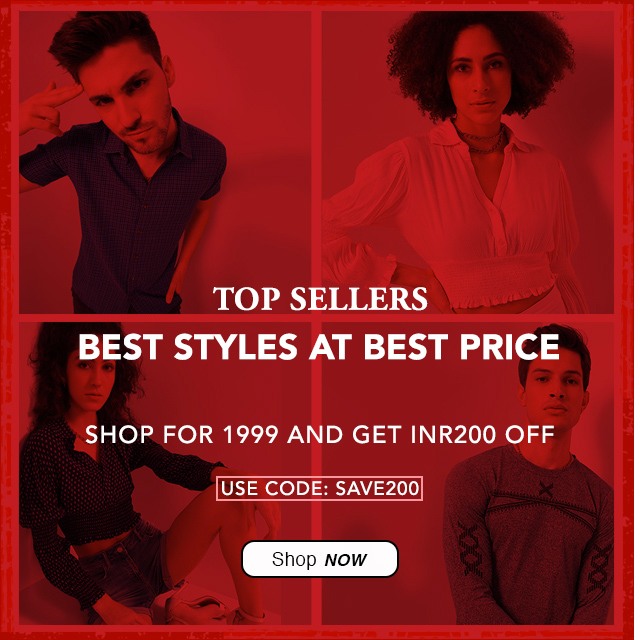 TOP SELLERS
BEST STYLES AT BEST PRICE
SHOP FOR 1999 AND GET INR200 OFF
USE CODE: SAVE200
Shop NOW